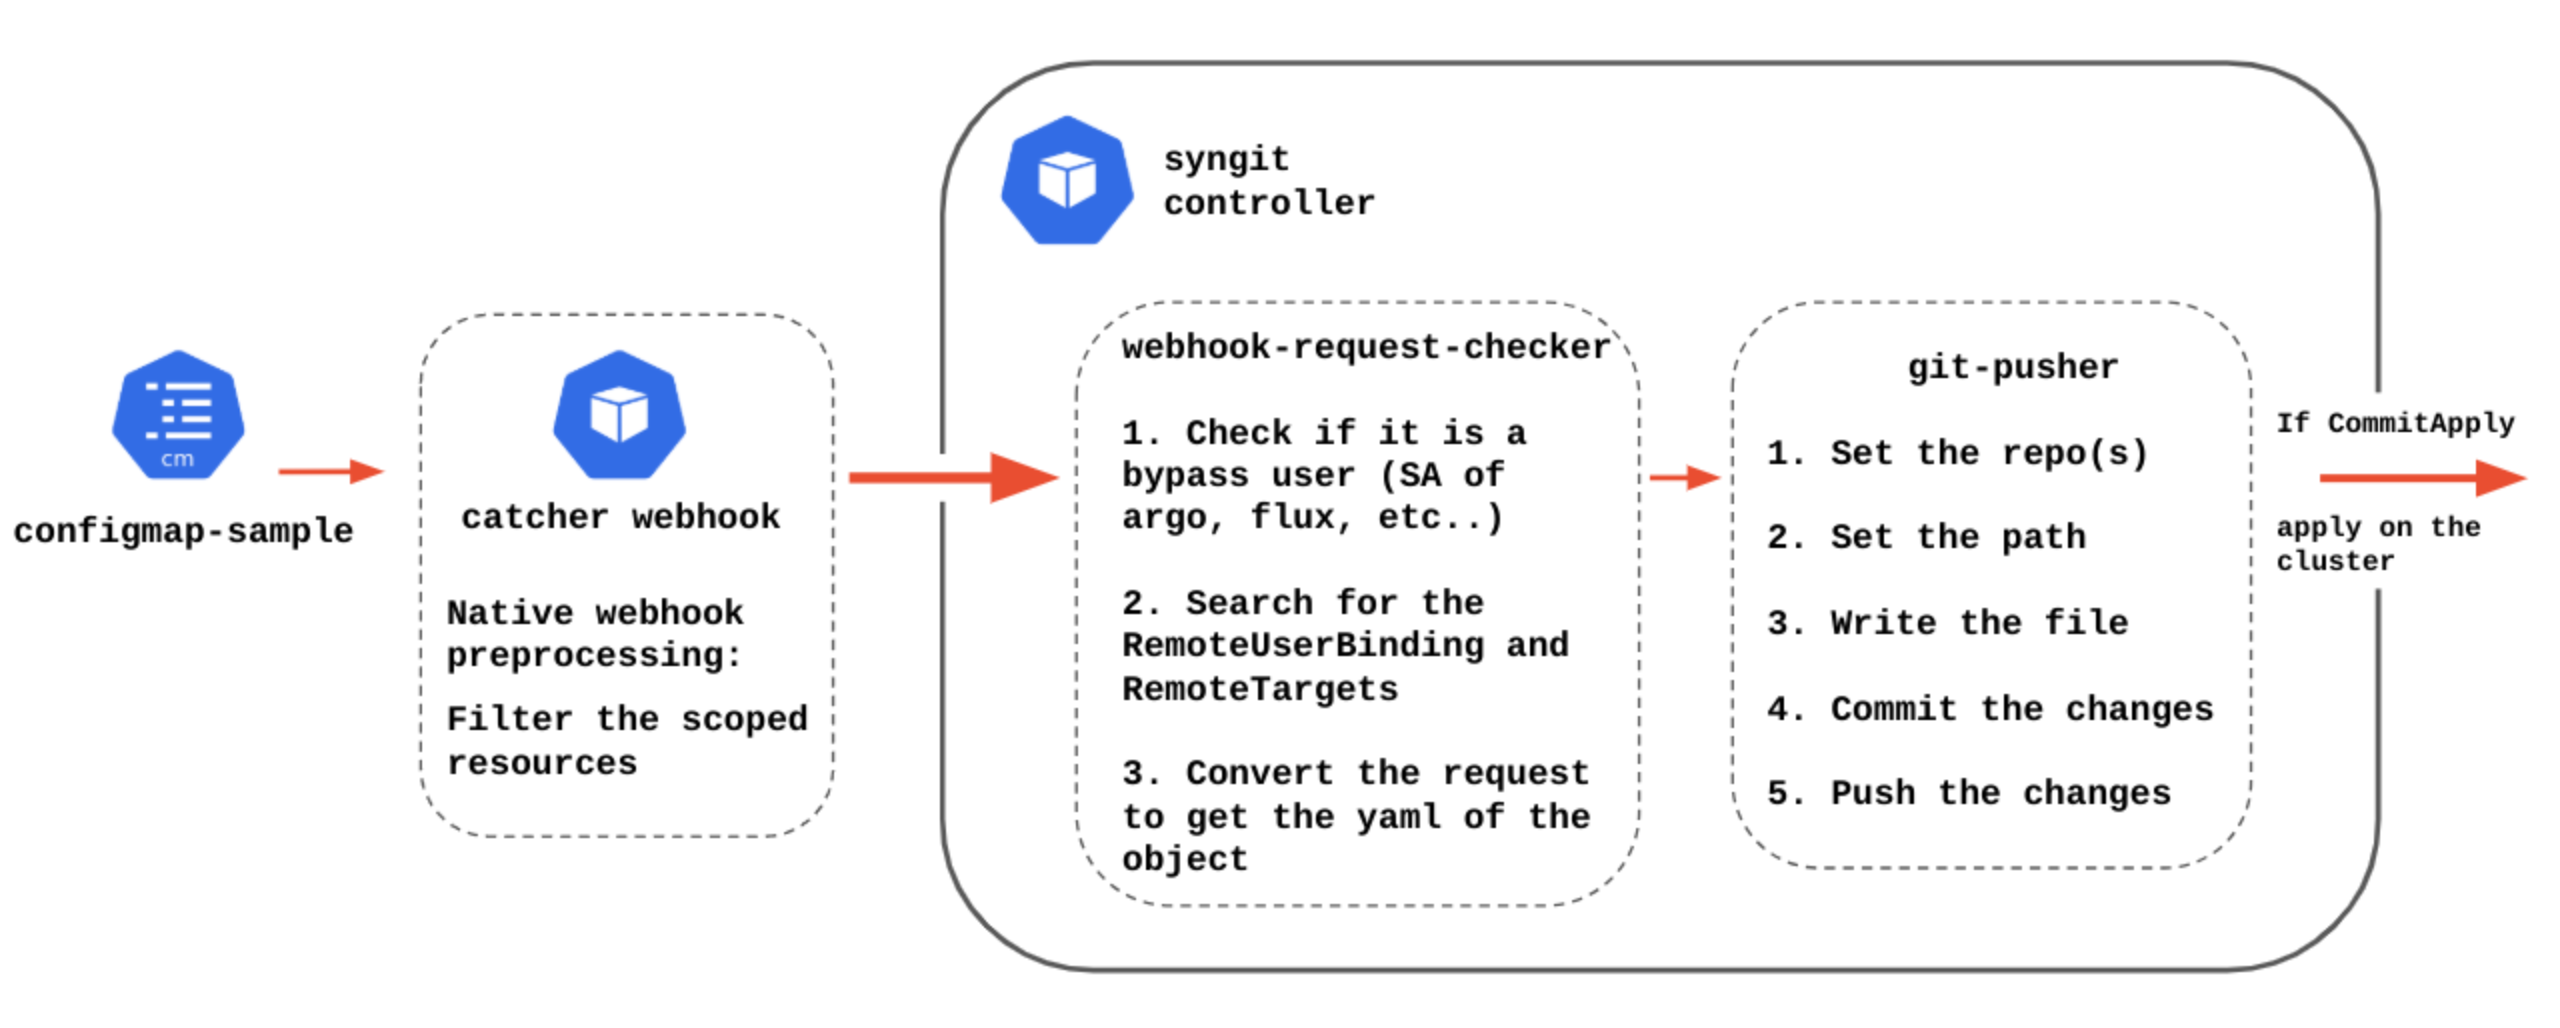 cm
configmap-sample
catcher webhook
Native webhook
preprocessing:
Filter the scoped
resources
syngit
controller
webhook-request-checker
1. Check if it is a
bypass user (SA of
argo, flux, etc..)
2. Search for the
RemoteUserBinding and
RemoteTargets
3. Convert the request
to get the yaml of the
object
git-pusher
1. Set the repo(s)
2. Set the path
3. Write the file
4. Commit the changes
5. Push the changes
If CommitApply
apply on the
cluster